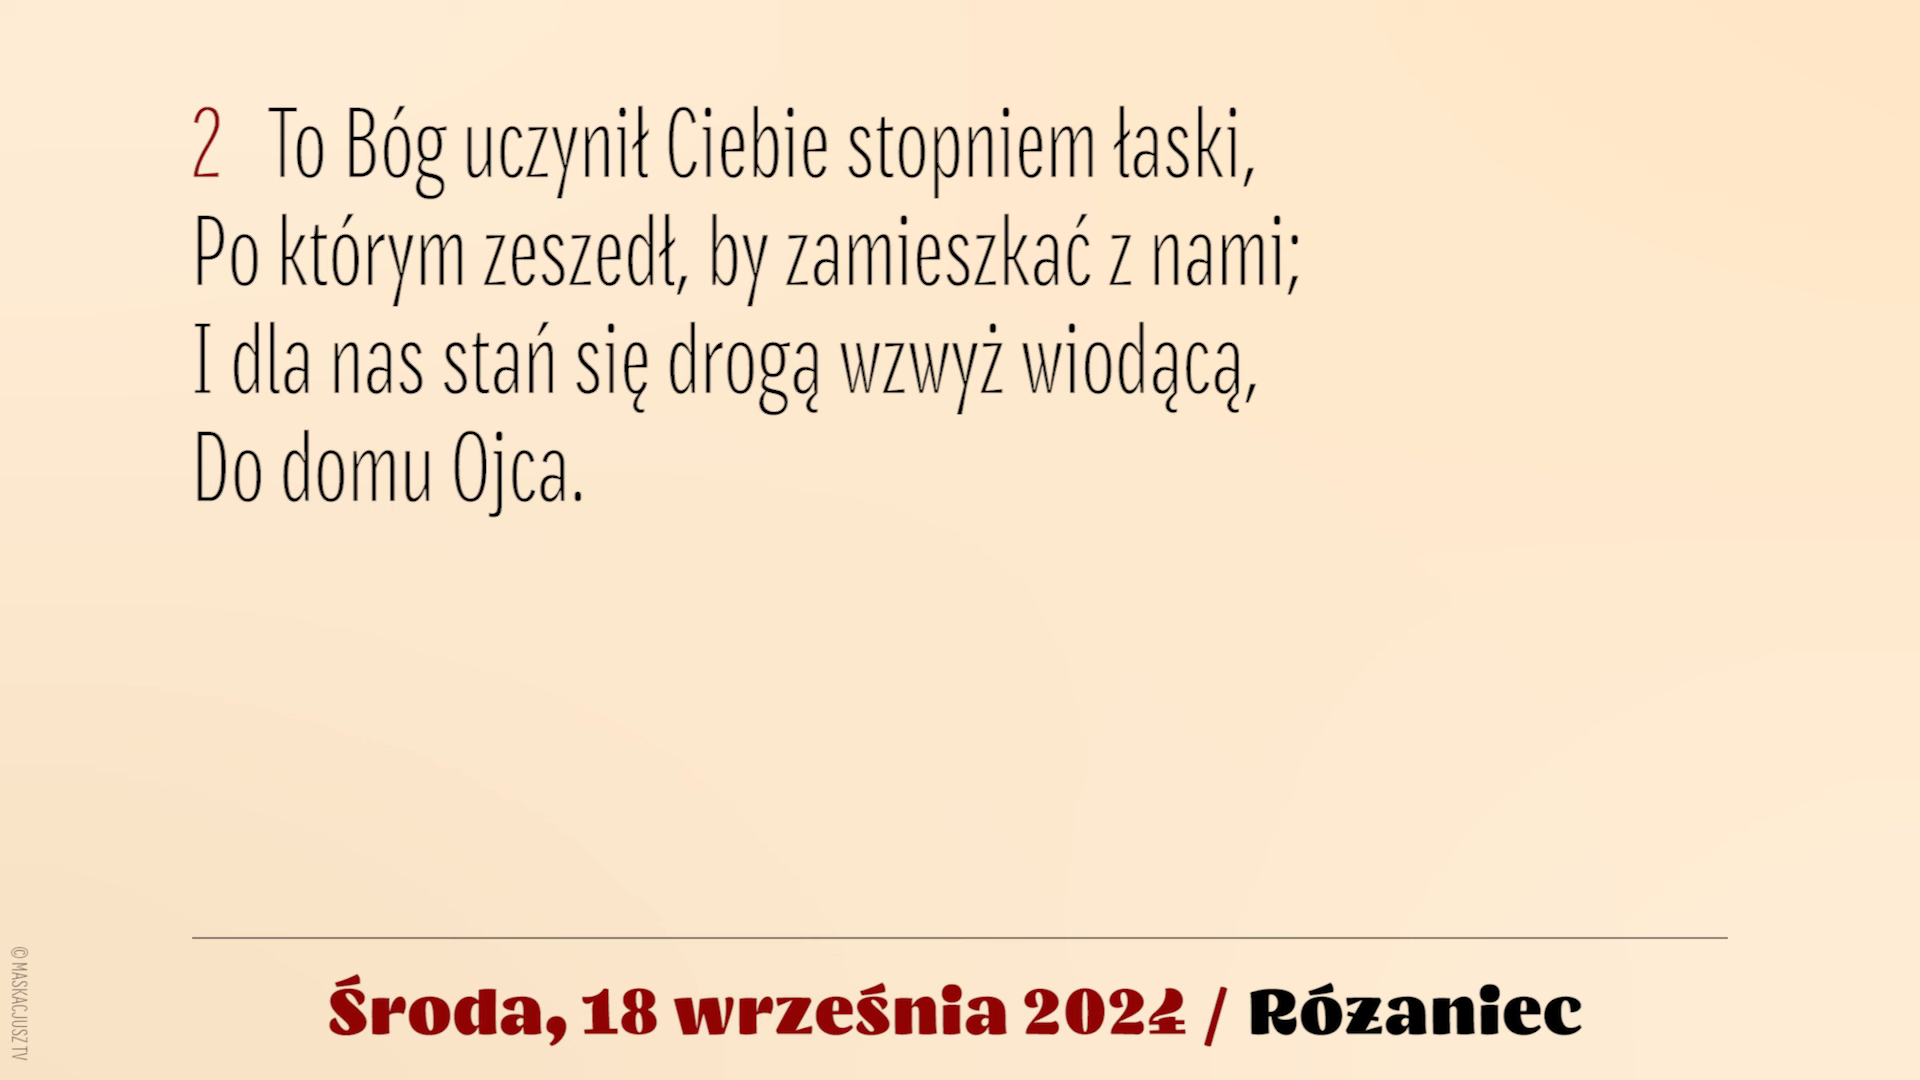 2 To Bóg uczynił Ciebie stopniem łaski,
Po którym zeszedł, by zamieszkać z nami;
I dla nas stań się drogą wzwyż wiodącą,
Do domu Ojca.
Środa, 18 września 2024 / Różaniec
© MASKACJUSZ TV